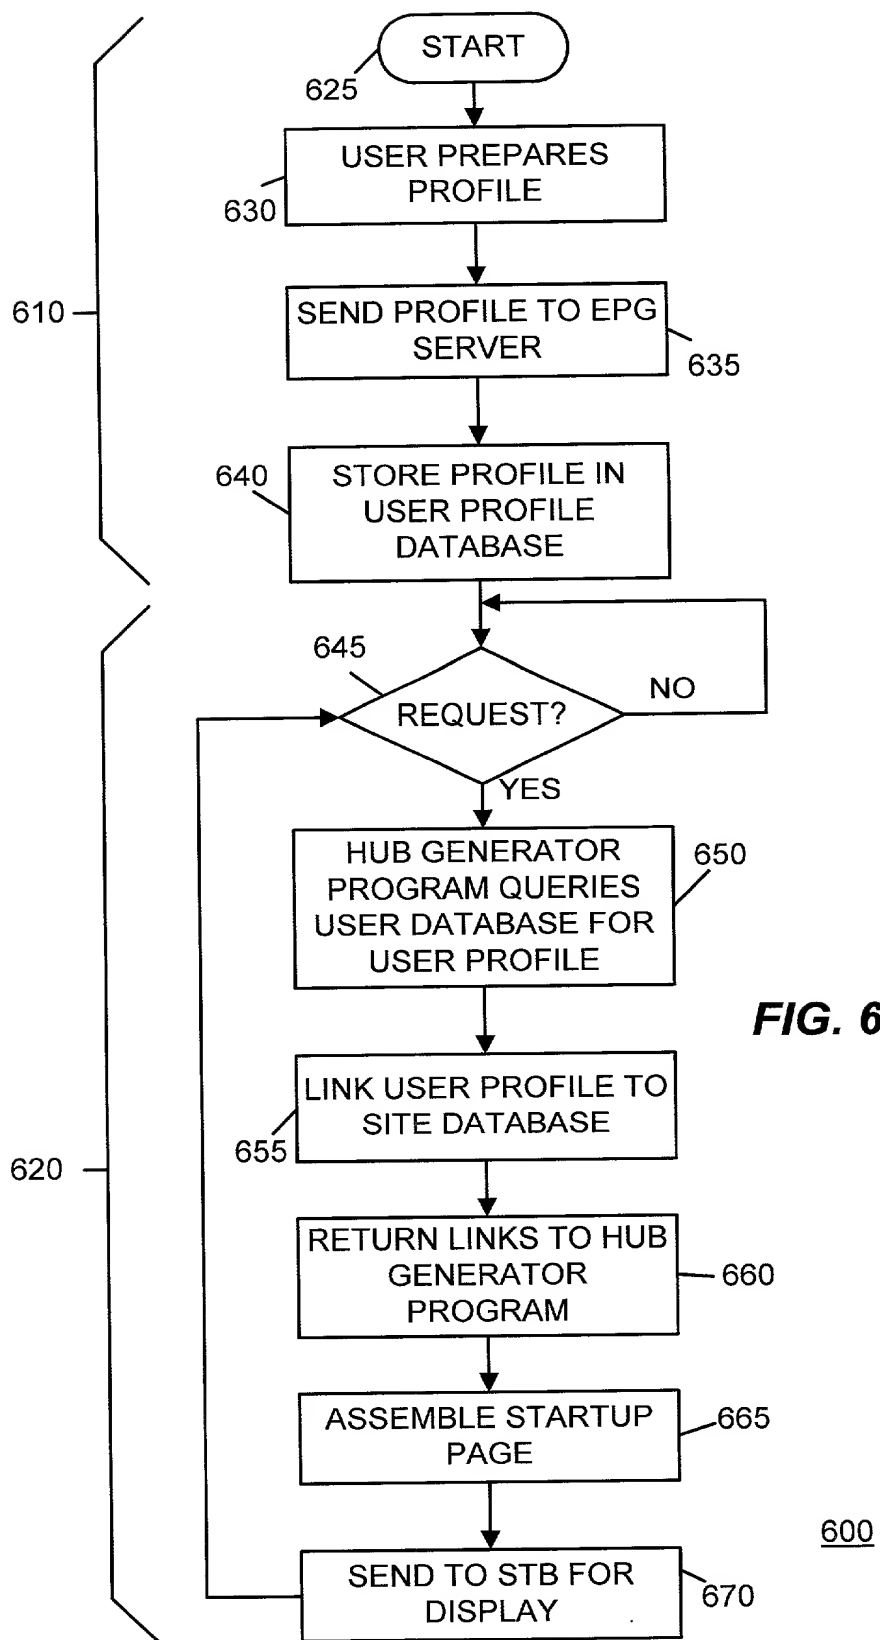 START
625
USER PREPARES
PROFILE
630
610
SEND PROFILE TO EPG
SERVER
635
640
STORE PROFILE IN
USER PROFILE
DATABASE
645
REQUEST?
NO
YES
HUB GENERATOR
PROGRAM QUERIES
USER DATABASE FOR
USER PROFILE
650
FIG. 6
LINK USER PROFILE TO
SITE DATABASE
655
620
RETURN LINKS TO HUB
GENERATOR
PROGRAM
660
ASSEMBLE STARTUP
PAGE
665
600
SEND TO STB FOR
DISPLAY
670